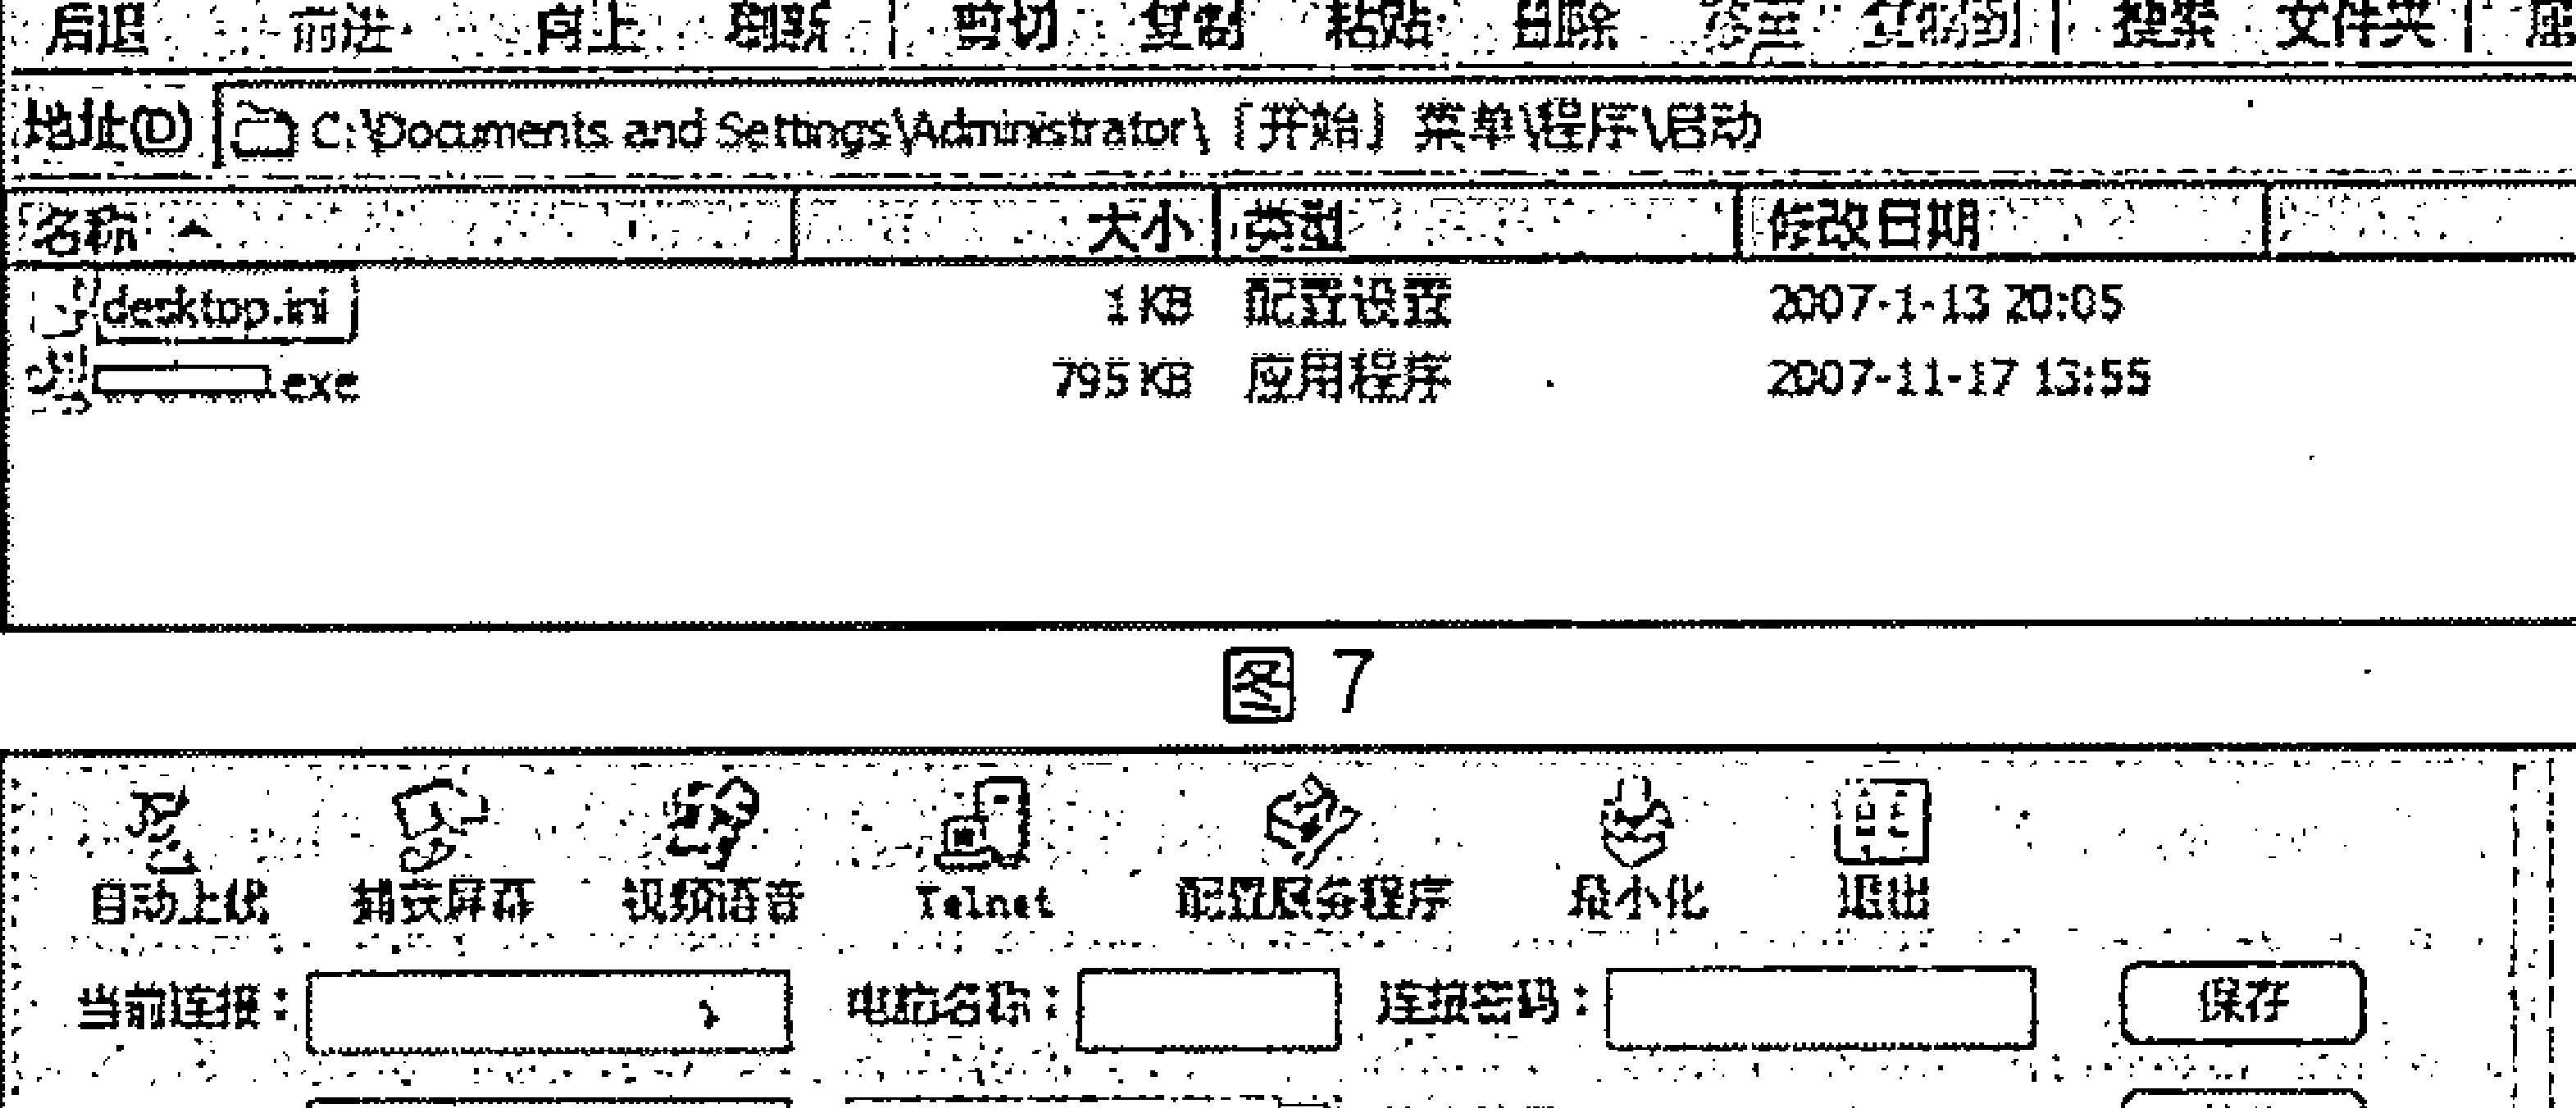 后退 前进 向上 刷新 剪切 复制 粘贴 删除 移至 复制到 搜索 文件夹
地址(D) C:\Documents and Settings\Administrator\「开始」菜单\程序\启动
名称 大小 类型 修改日期
desktop.ini 1 KB 配置设置 2007-1-13 20:05
.exe 795 KB 应用程序 2007-11-17 13:55
图 7
自动上线 捕获屏幕 视频语音 Telnet 配置服务程序 最小化 退出
当前连接: 电脑名称: 连接密码: 保存